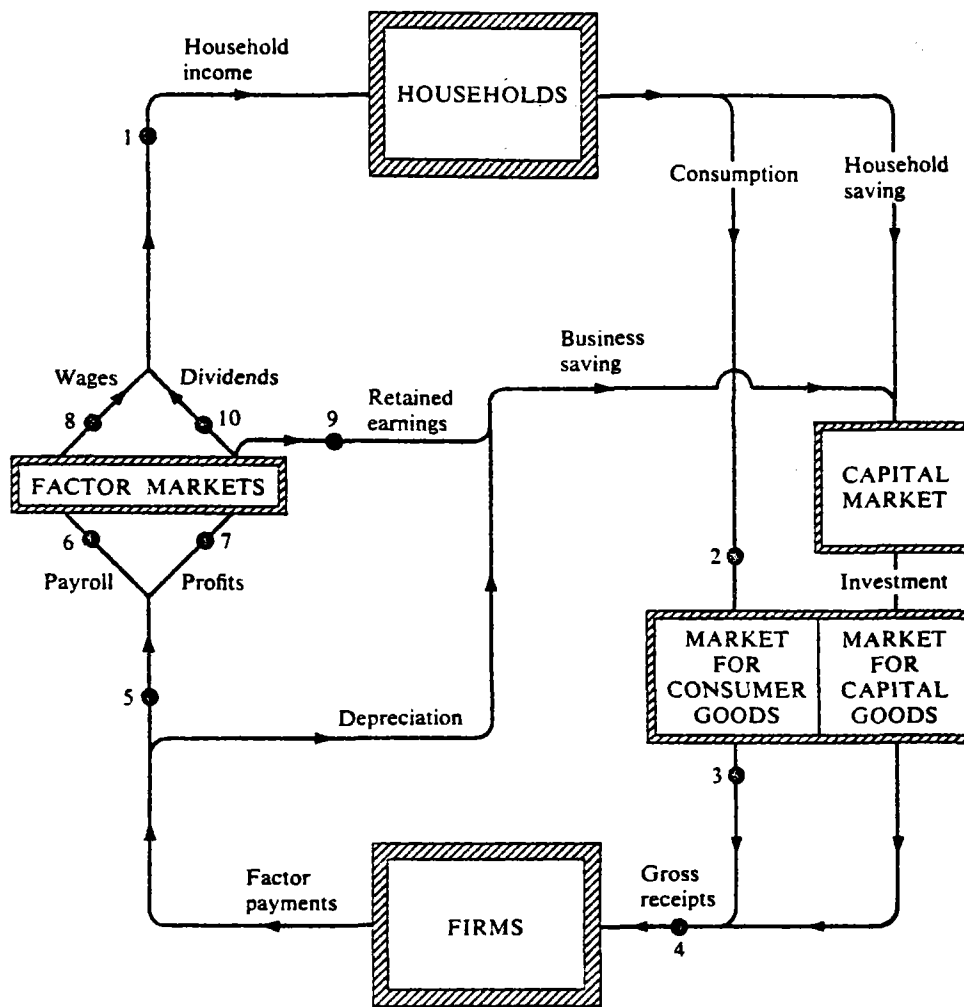 Household
income
HOUSEHOLDS
1
Consumption
Household
saving
Business
saving
Wages
Dividends
8
10
9
Retained
earnings
FACTOR MARKETS
CAPITAL
MARKET
6
7
Payroll
Profits
2
Investment
MARKET
FOR
CONSUMER
GOODS
MARKET
FOR
CAPITAL
GOODS
5
Depreciation
3
Factor
payments
FIRMS
Gross
receipts
4